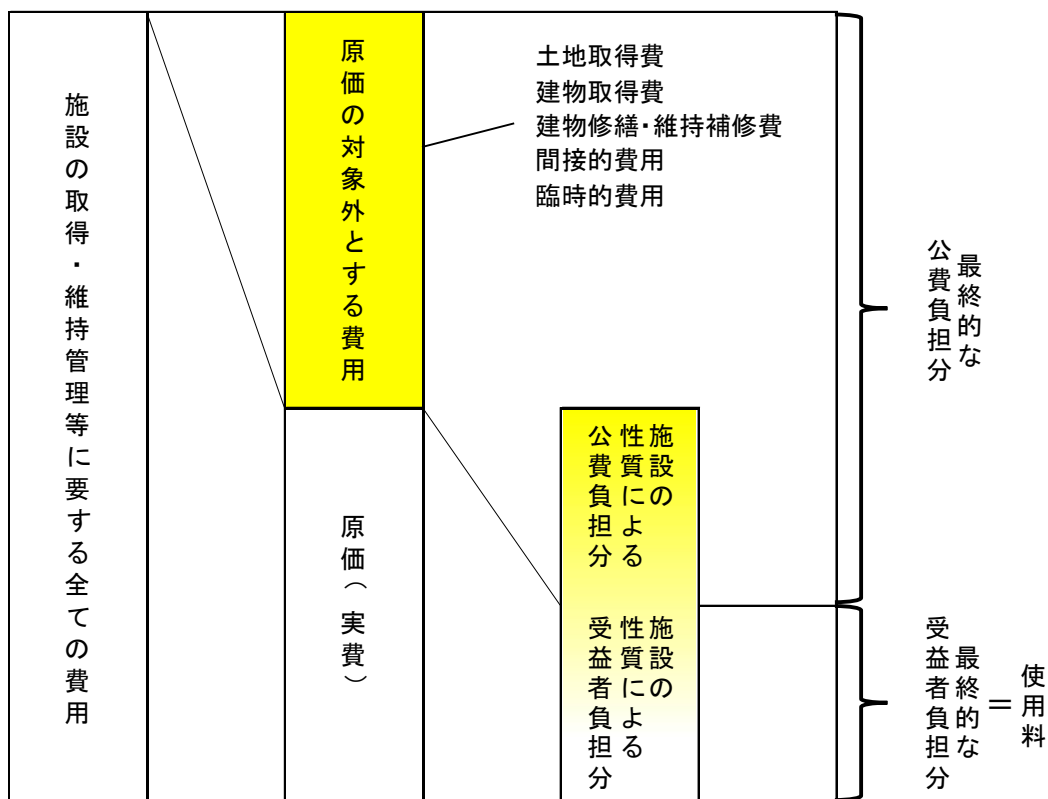 施設の取得・維持管理等に要する全ての費用
原価の対象外とする費用
土地取得費
建物取得費
建物修繕・維持補修費
間接的費用
臨時的費用
原価（実費）
施設の
性質による
公費負担分
施設の
性質による
受益者負担分
最終的な
公費負担分
最終的な
受益者負担分
＝
使用料